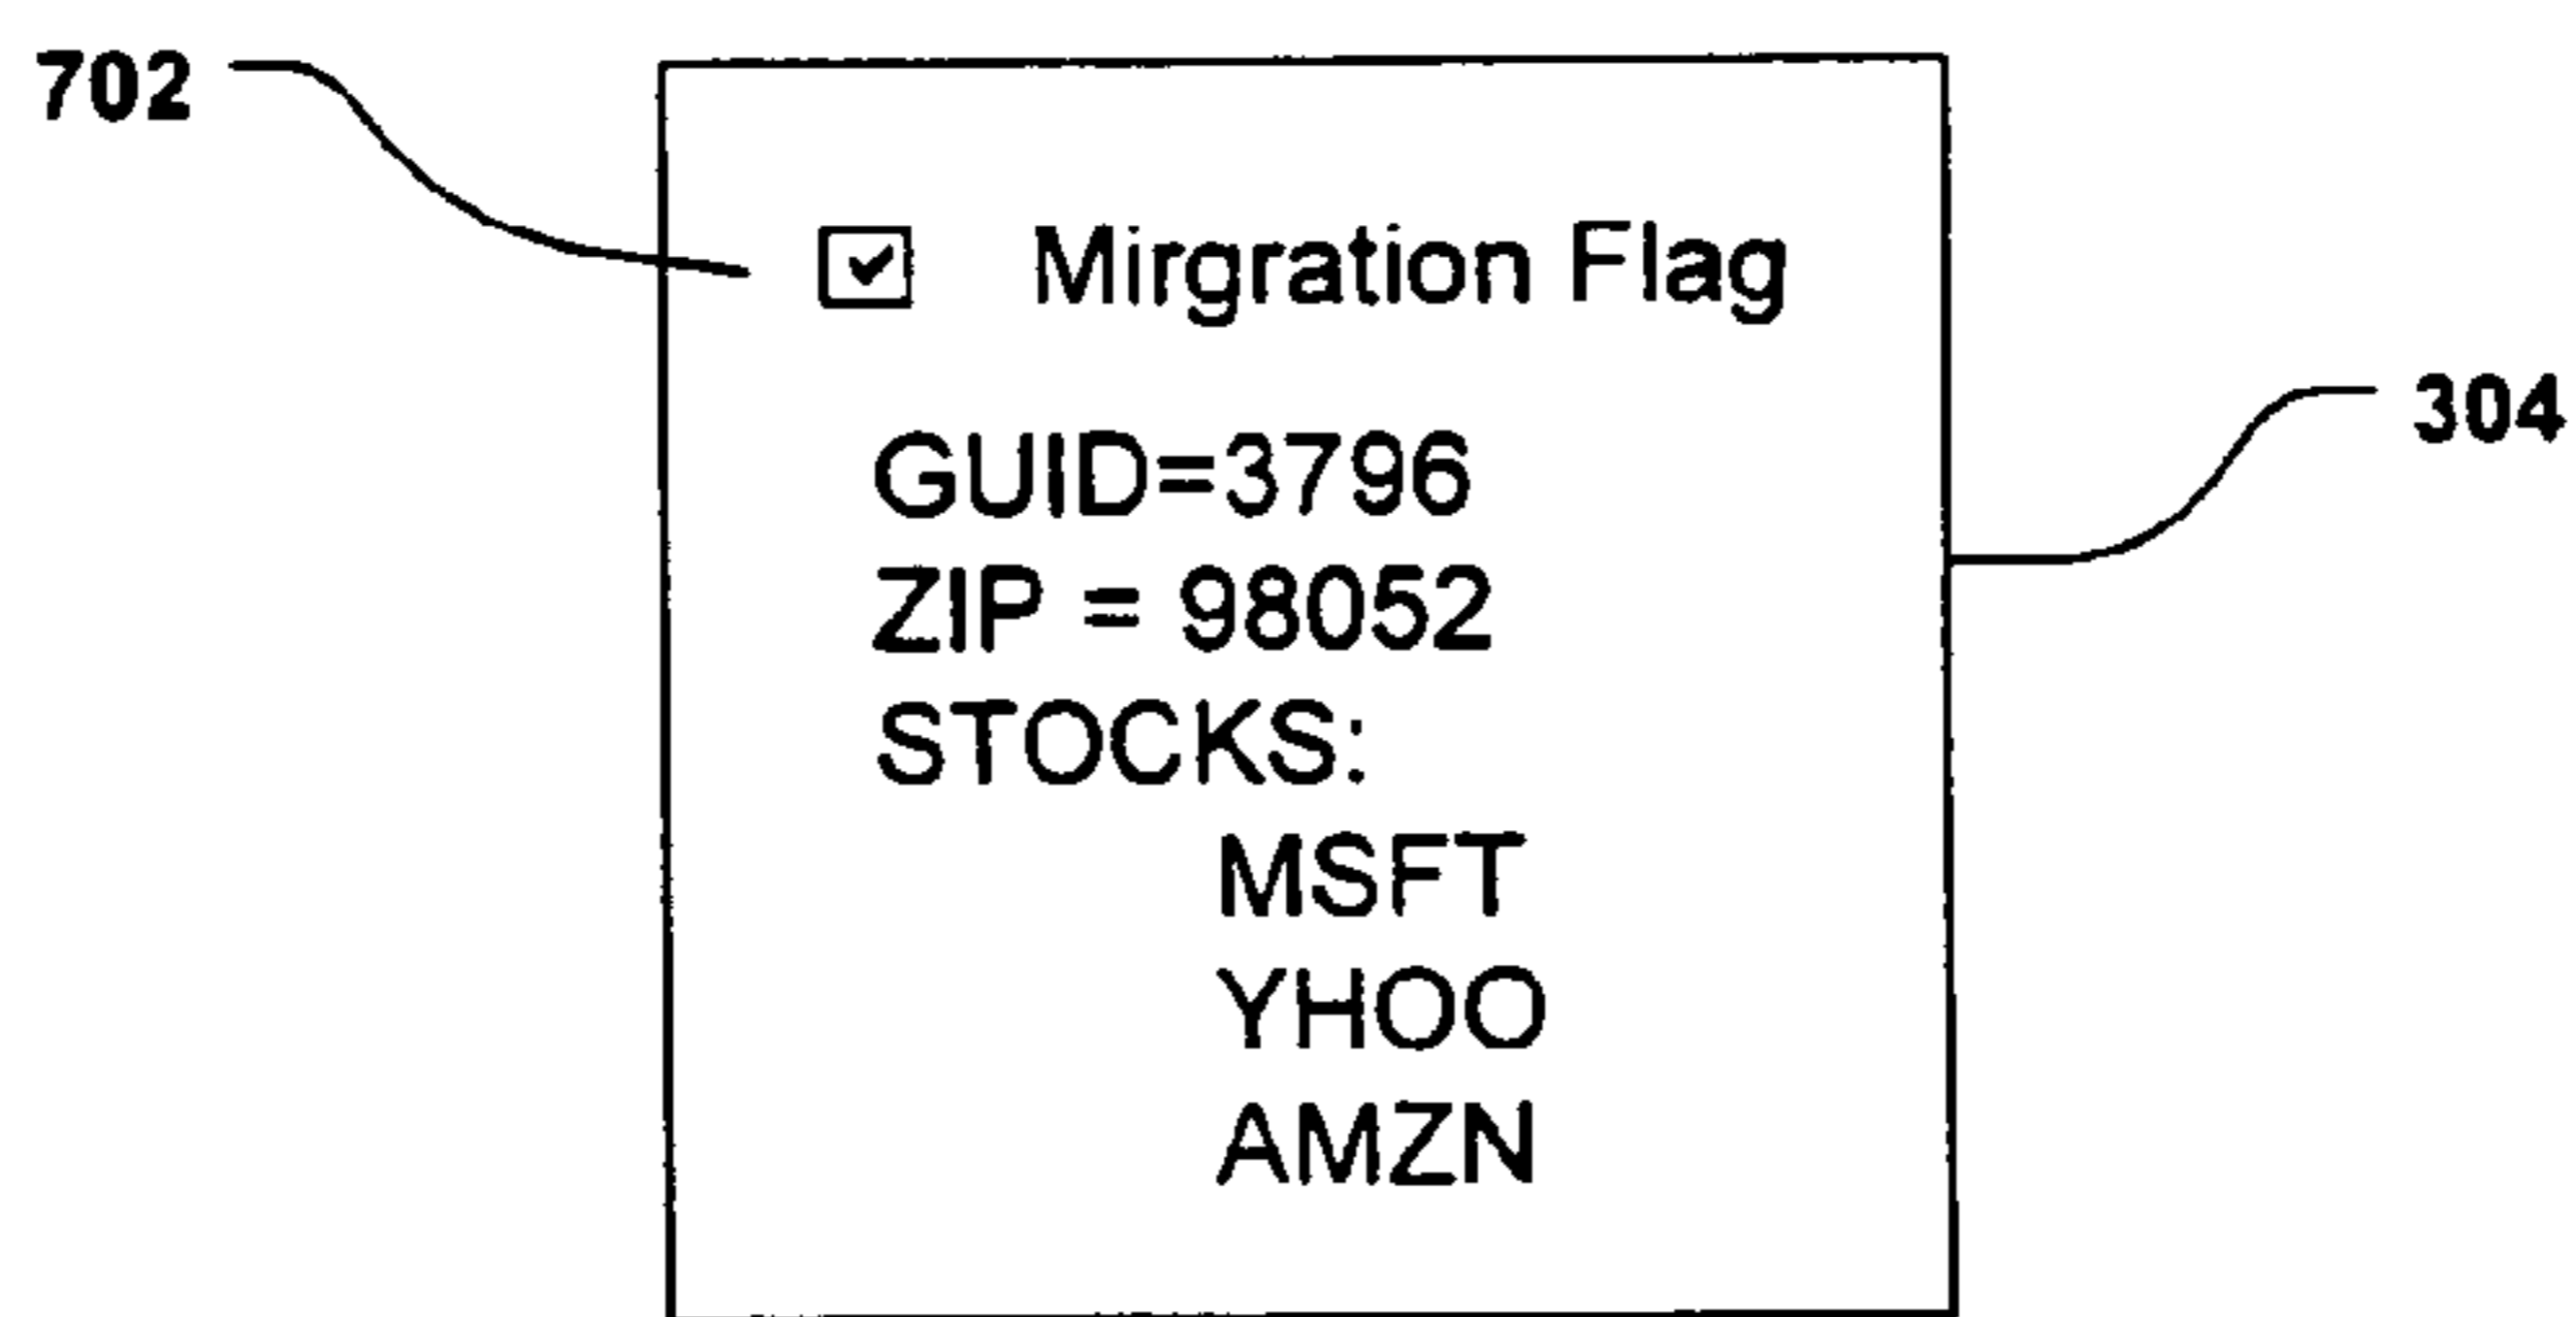 702
☑ Mirgration Flag
304
GUID=3796
ZIP = 98052
STOCKS:
MSFT
YHOO
AMZN